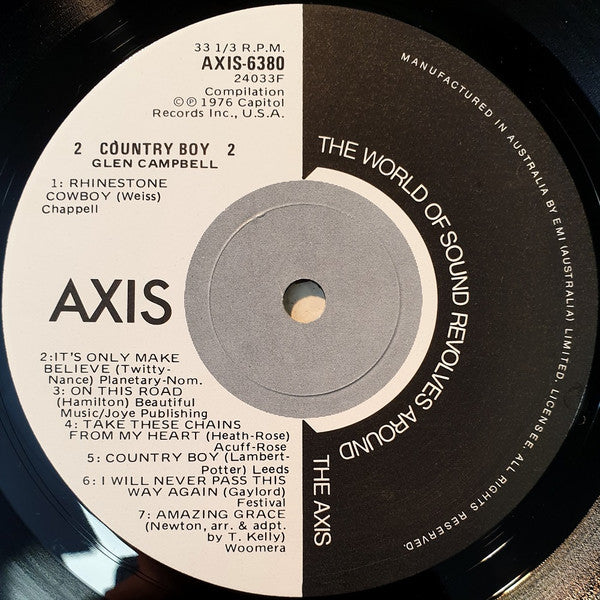 33 1/3 R.P.M.
AXIS-6380
24033F
Compilation
©℗ 1976 Capitol
Records Inc., U.S.A.
2 COUNTRY BOY 2
GLEN CAMPBELL
1: RHINESTONE
COWBOY (Weiss)
Chappell
AXIS
2:IT'S ONLY MAKE
BELIEVE (Twitty-
Nance) Planetary-Nom.
3: ON THIS ROAD
(Hamilton) Beautiful
Music/Joye Publishing
4: TAKE THESE CHAINS
FROM MY HEART (Heath-Rose)
Acuff-Rose
5: COUNTRY BOY (Lambert-
Potter) Leeds
6: I WILL NEVER PASS THIS
WAY AGAIN (Gaylord)
Festival
7: AMAZING GRACE
(Newton, arr. & adpt.
by T. Kelly)
Woomera
THE WORLD OF SOUND REVOLVES AROUND
THE AXIS
MANUFACTURED IN AUSTRALIA BY EMI (AUSTRALIA) LIMITED. LICENSEE. ALL RIGHTS RESERVED.